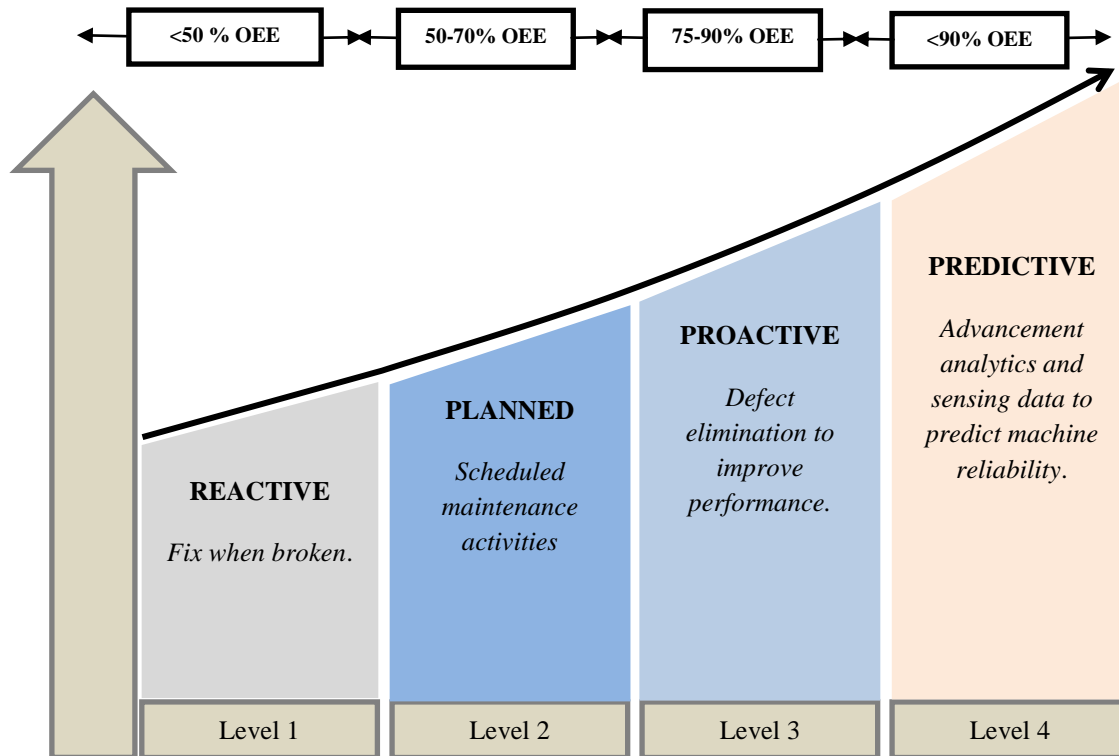 <50 % OEE
50-70% OEE
75-90% OEE
<90% OEE
REACTIVE
Fix when broken.
PLANNED
Scheduled
maintenance
activities
PROACTIVE
Defect
elimination to
improve
performance.
PREDICTIVE
Advancement
analytics and
sensing data to
predict machine
reliability.
Level 1
Level 2
Level 3
Level 4